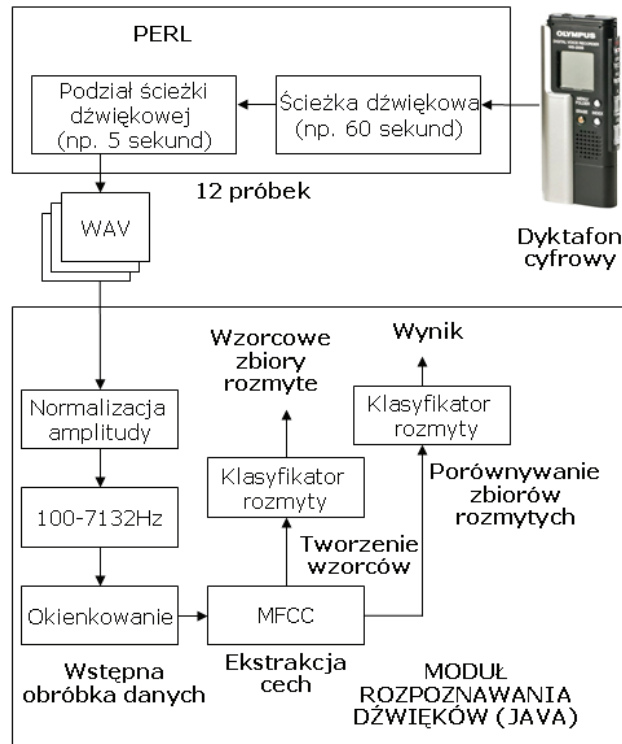 PERL
Podział ścieżki
dźwiękowej
(np. 5 sekund)
Ścieżka dźwiękowa
(np. 60 sekund)
OLYMPUS
12 próbek
WAV
Dyktafon
cyfrowy
Normalizacja
amplitudy
100-7132Hz
Okienkowanie
Wstępna
obróbka danych
MFCC
Ekstrakcja
cech
Tworzenie
wzorców
Klasyfikator
rozmyty
Wzorcowe
zbiory
rozmyte
Porównywanie
zbiorów
rozmytych
Klasyfikator
rozmyty
Wynik
MODUŁ
ROZPOZNAWANIA
DŹWIĘKÓW (JAVA)